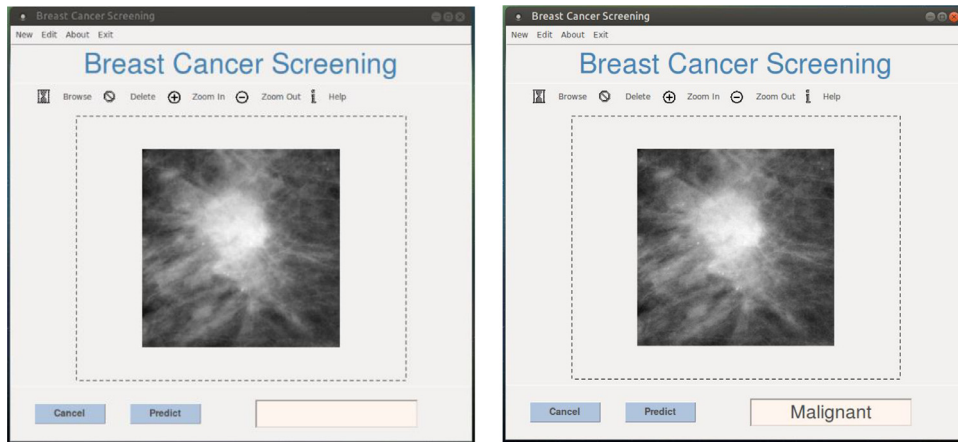 Breast Cancer Screening
New Edit About Exit
Breast Cancer Screening
Browse Delete Zoom In Zoom Out Help
Cancel Predict
Breast Cancer Screening
New Edit About Exit
Breast Cancer Screening
Browse Delete Zoom In Zoom Out Help
Cancel Predict Malignant